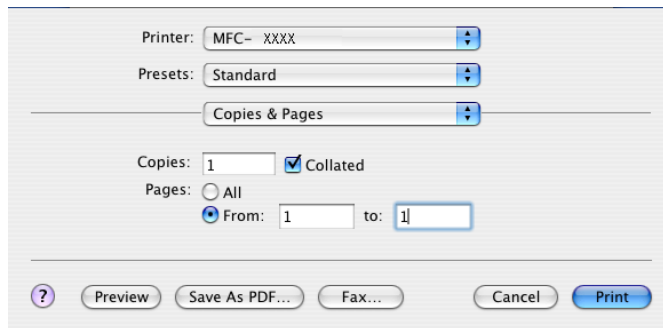 Printer: MFC- XXXX
Presets: Standard
Copies & Pages
Copies: 1 Collated
Pages: All
From: 1 to: 1
? Preview Save As PDF... Fax... Cancel Print